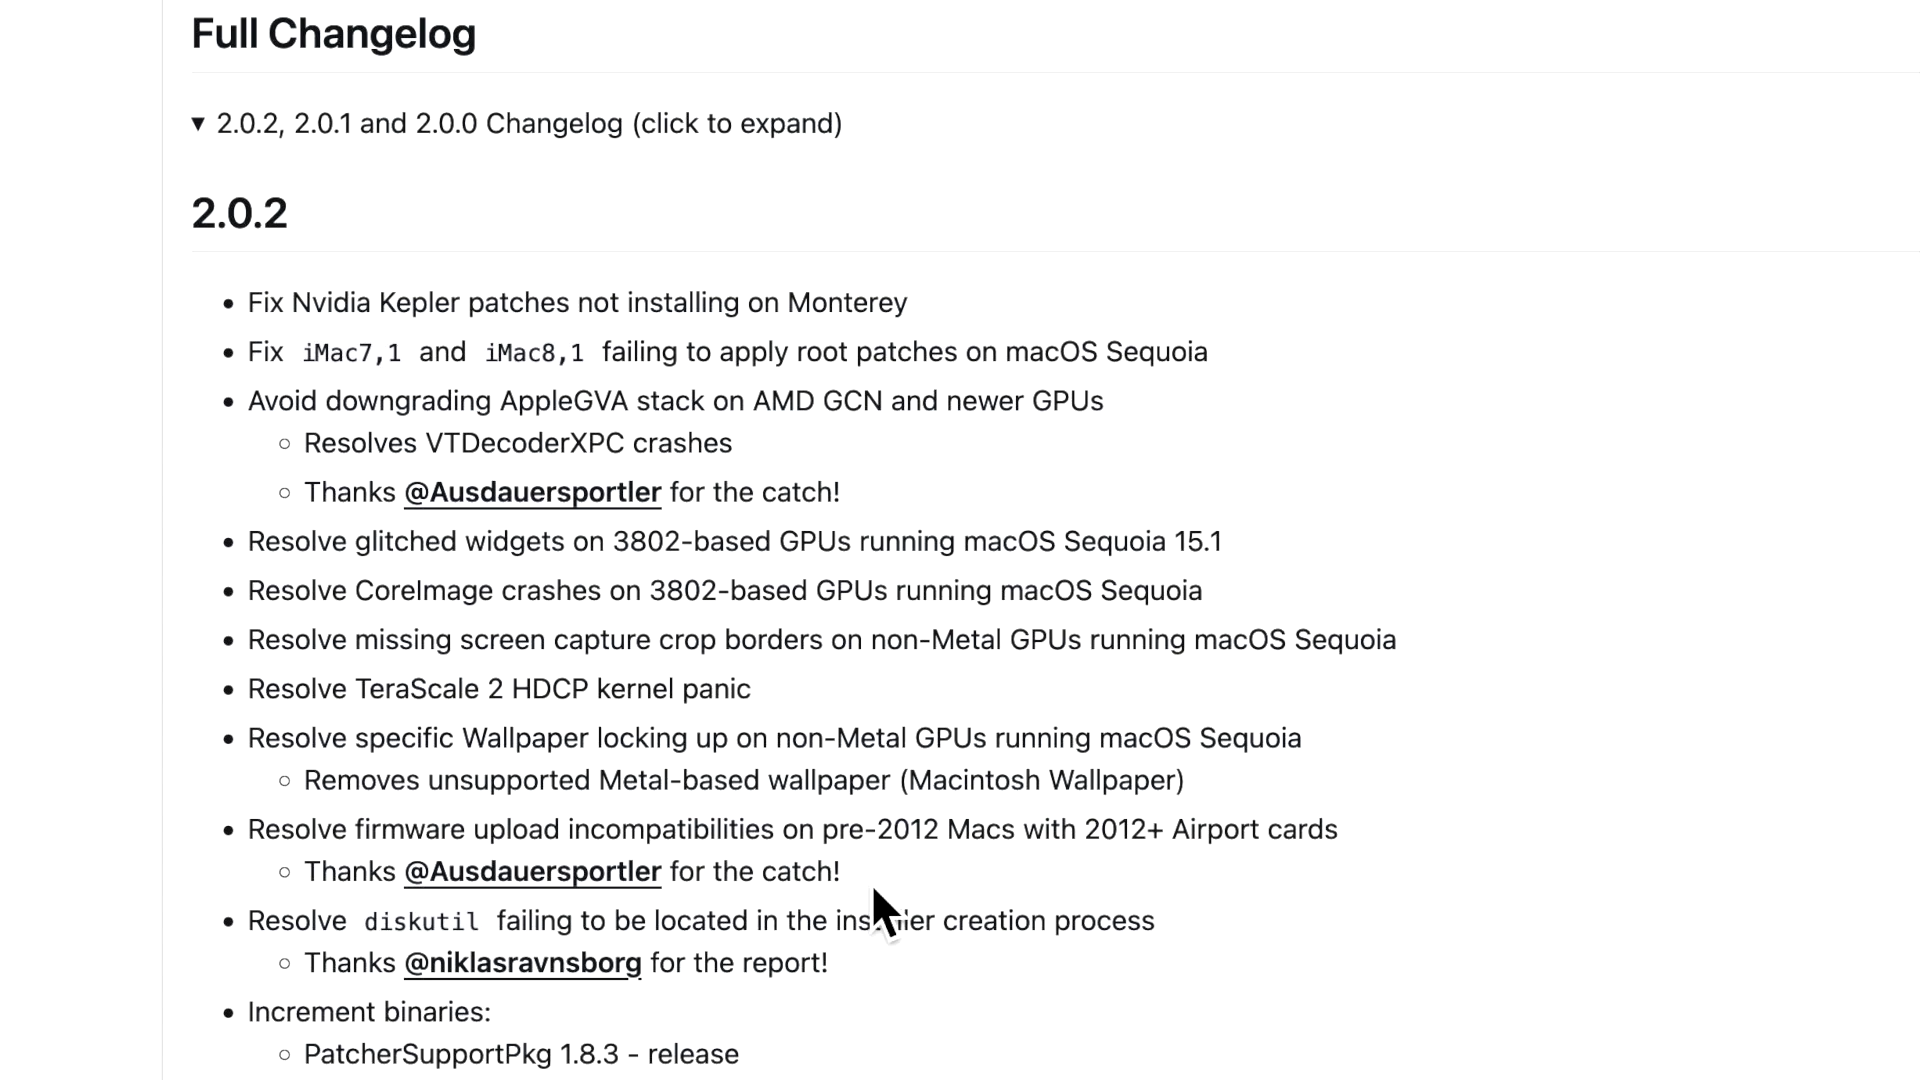 Full Changelog
▼ 2.0.2, 2.0.1 and 2.0.0 Changelog (click to expand)
2.0.2
• Fix Nvidia Kepler patches not installing on Monterey
• Fix iMac7,1 and iMac8,1 failing to apply root patches on macOS Sequoia
• Avoid downgrading AppleGVA stack on AMD GCN and newer GPUs
◦ Resolves VTDecoderXPC crashes
◦ Thanks @Ausdauersportler for the catch!
• Resolve glitched widgets on 3802-based GPUs running macOS Sequoia 15.1
• Resolve CoreImage crashes on 3802-based GPUs running macOS Sequoia
• Resolve missing screen capture crop borders on non-Metal GPUs running macOS Sequoia
• Resolve TeraScale 2 HDCP kernel panic
• Resolve specific Wallpaper locking up on non-Metal GPUs running macOS Sequoia
◦ Removes unsupported Metal-based wallpaper (Macintosh Wallpaper)
• Resolve firmware upload incompatibilities on pre-2012 Macs with 2012+ Airport cards
◦ Thanks @Ausdauersportler for the catch!
• Resolve diskutil failing to be located in the installer creation process
◦ Thanks @niklasravnsborg for the report!
• Increment binaries:
◦ PatcherSupportPkg 1.8.3 - release